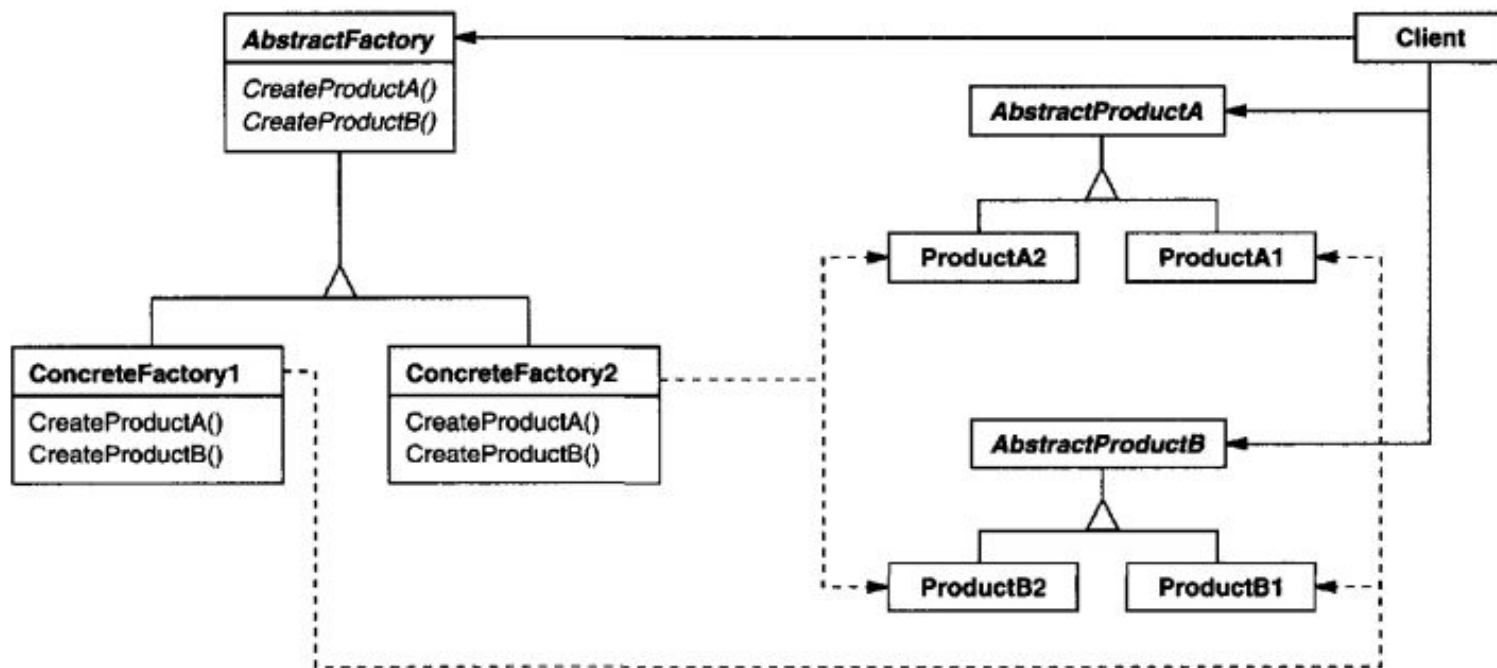 AbstractFactory
CreateProductA()
CreateProductB()
Client
AbstractProductA
ProductA2
ProductA1
ConcreteFactory1
CreateProductA()
CreateProductB()
ConcreteFactory2
CreateProductA()
CreateProductB()
AbstractProductB
ProductB2
ProductB1